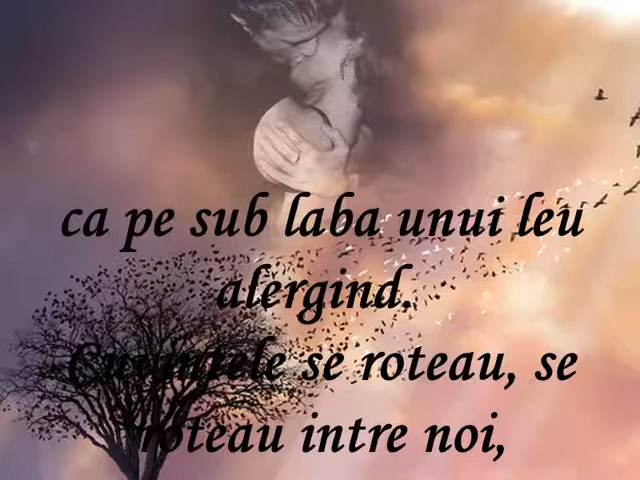 ca pe sub laba unui leu
alergind.
Cuvintele se roteau, se
roteau intre noi,